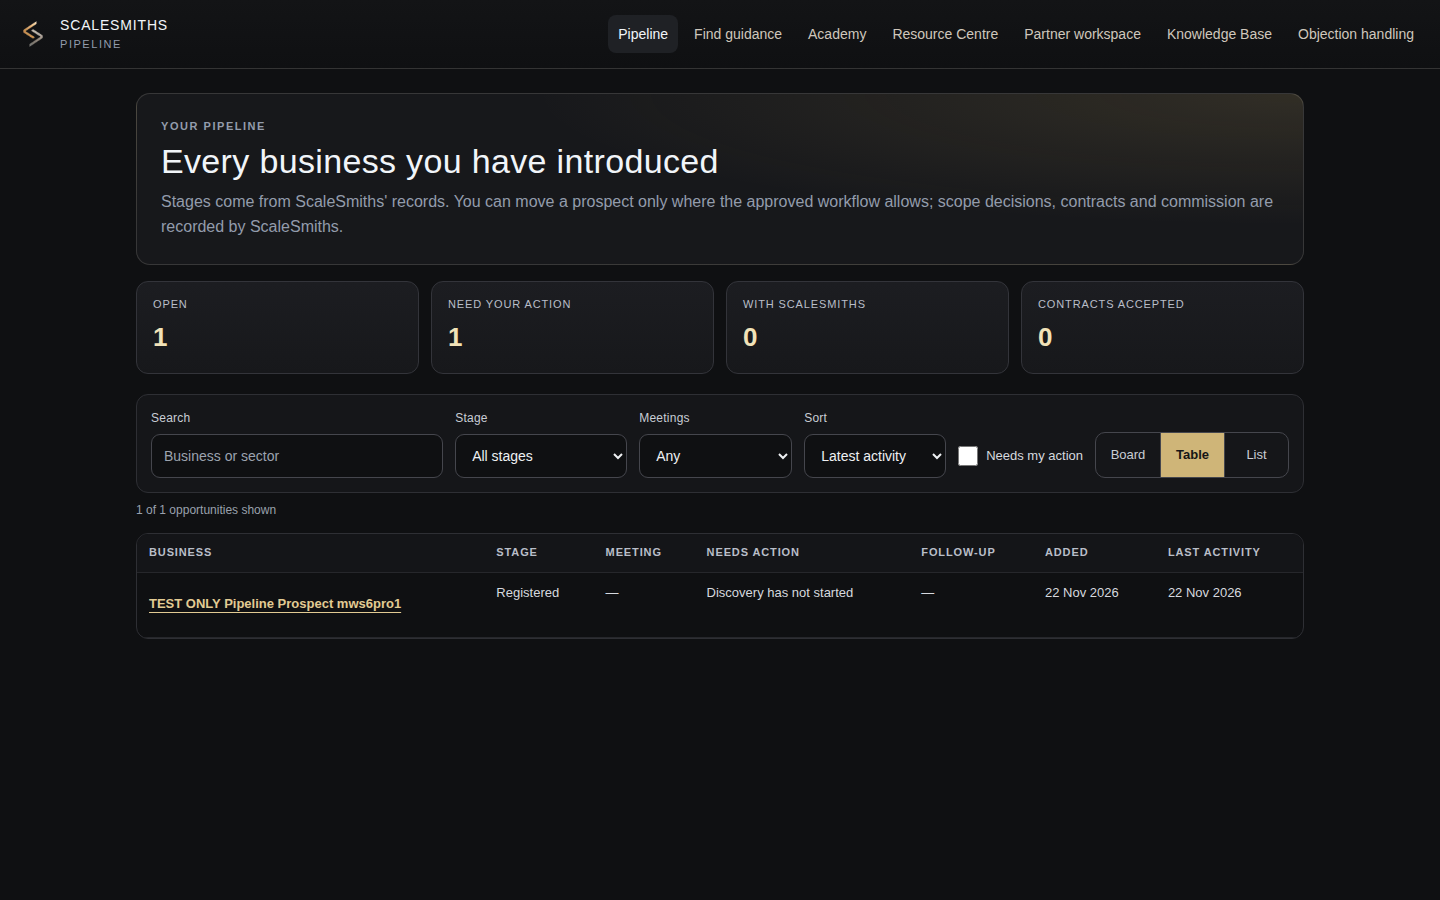 SCALESMITHS
PIPELINE
Pipeline
Find guidance
Academy
Resource Centre
Partner workspace
Knowledge Base
Objection handling
YOUR PIPELINE
Every business you have introduced
Stages come from ScaleSmiths' records. You can move a prospect only where the approved workflow allows; scope decisions, contracts and commission are
recorded by ScaleSmiths.
OPEN
1
NEED YOUR ACTION
1
WITH SCALESMITHS
0
CONTRACTS ACCEPTED
0
Search
Business or sector
Stage
All stages
Meetings
Any
Sort
Latest activity
Needs my action
Board
Table
List
1 of 1 opportunities shown
BUSINESS STAGE MEETING NEEDS ACTION FOLLOW-UP ADDED LAST ACTIVITY
TEST ONLY Pipeline Prospect mws6pro1 Registered — Discovery has not started — 22 Nov 2026 22 Nov 2026